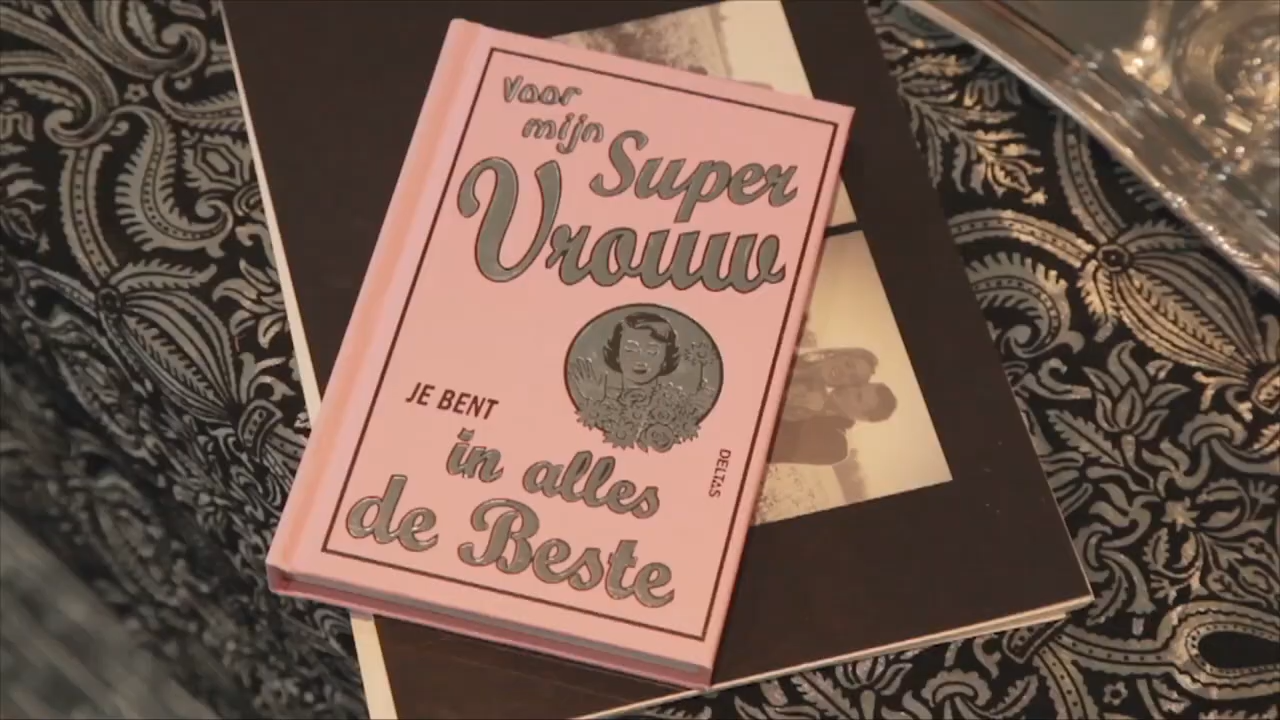 Voor
mijn
Super
Vrouw
JE BENT
in alles
de Beste
DELTAS